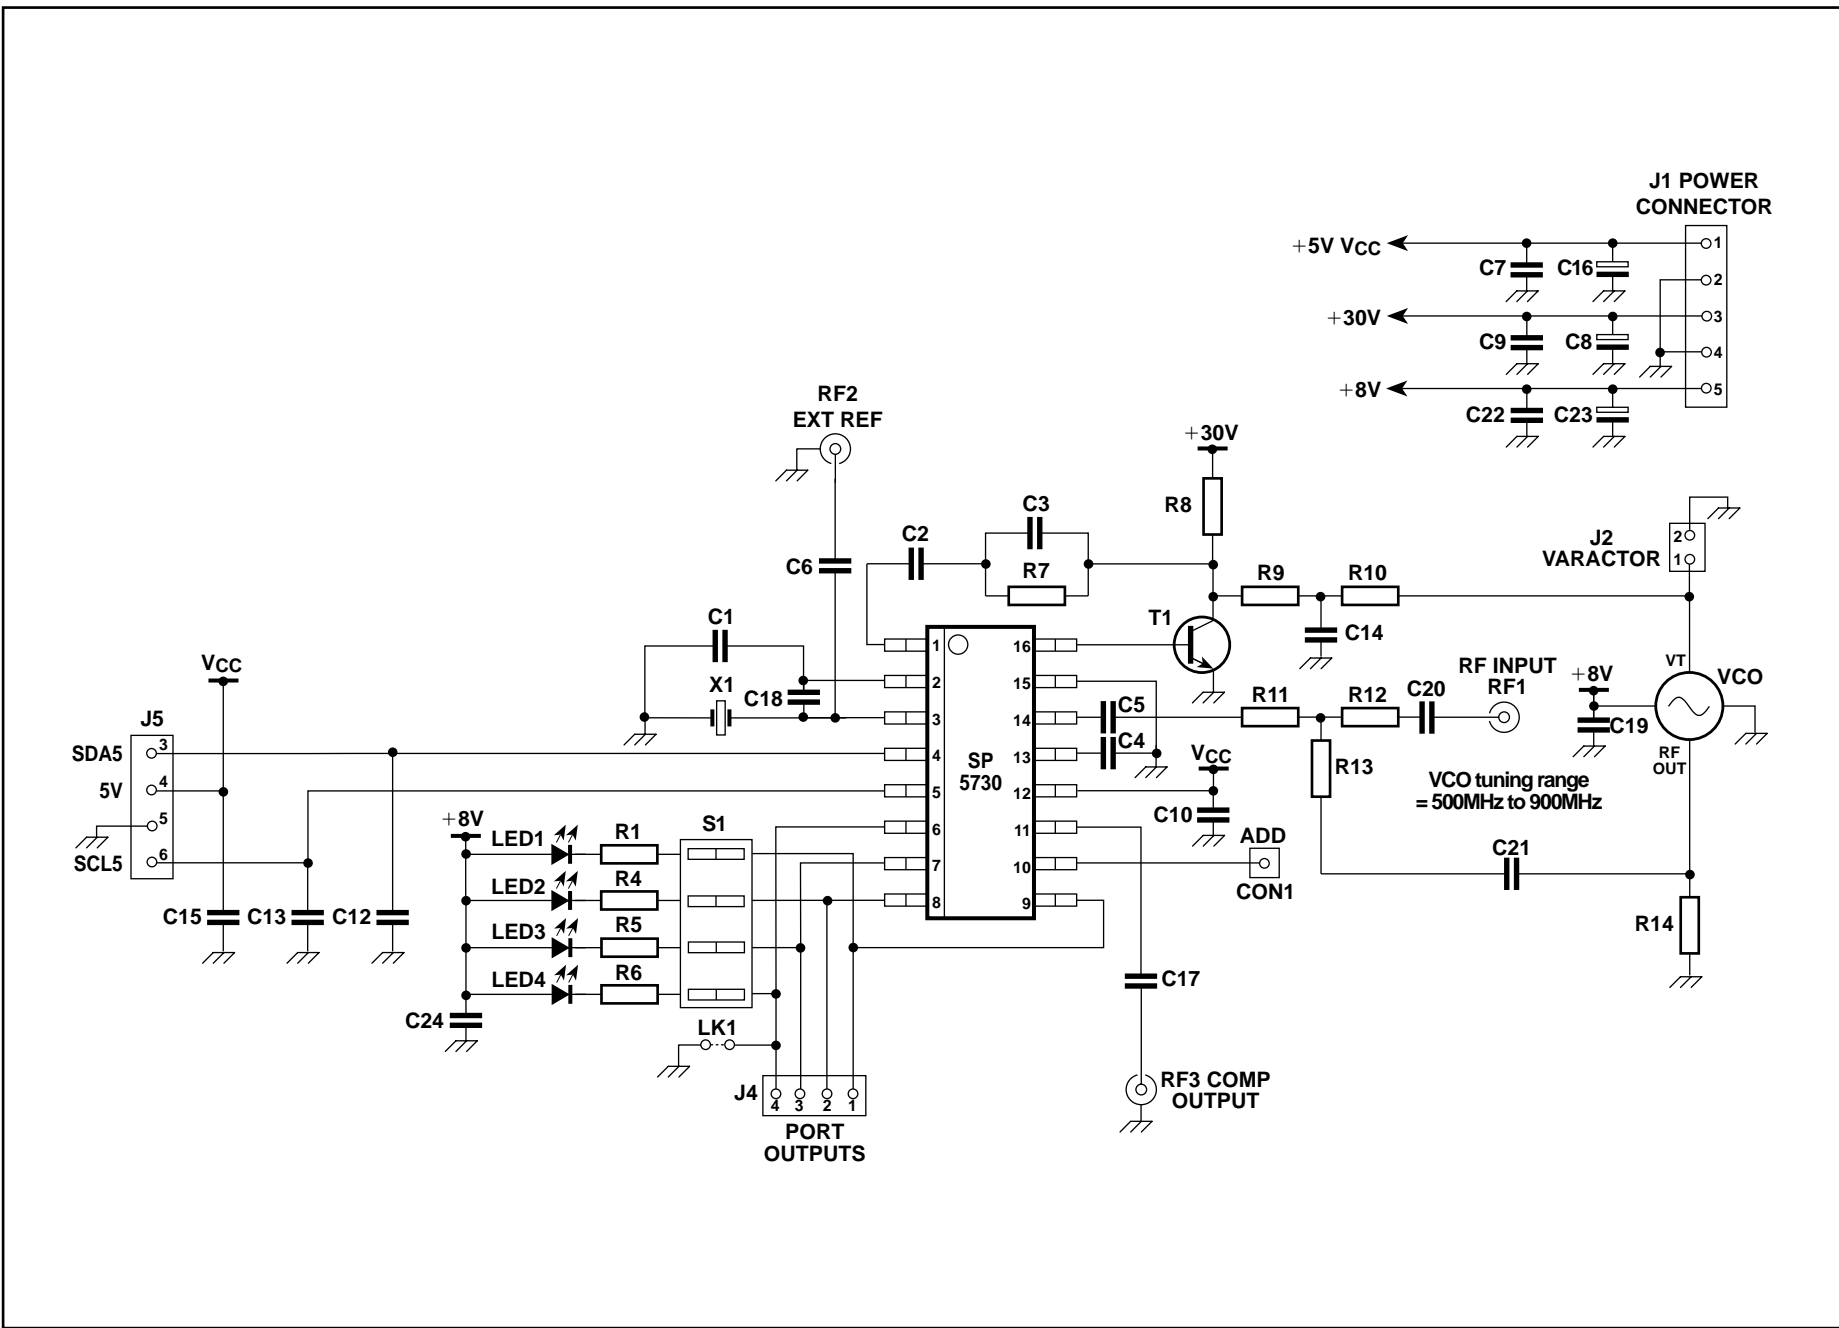 J1 POWER
CONNECTOR
+5V VCC
C7
C16
1
2
+30V
3
C9
C8
4
+8V
5
C22
C23
RF2
EXT REF
+30V
R8
C3
C2
C6
R7
J2
VARACTOR
2
1
R9
R10
T1
C14
C1
X1
C18
1
2
3
4
5
6
7
8
SP
5730
16
15
14
13
12
11
10
9
C5
C4
R11
R12
C20
RF INPUT
RF1
R13
+8V
C19
VT
VCO
RF
OUT
VCO tuning range
= 500MHz to 900MHz
VCC
C10
ADD
CON1
C21
R14
VCC
J5
SDA5
3
5V
4
5
SCL5
6
C15
C13
C12
+8V
LED1
R1
S1
LED2
R4
LED3
R5
LED4
R6
C24
LK1
J4
4
3
2
1
PORT
OUTPUTS
C17
RF3 COMP
OUTPUT